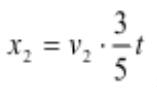 x₂ = v₂ · 3/5 t